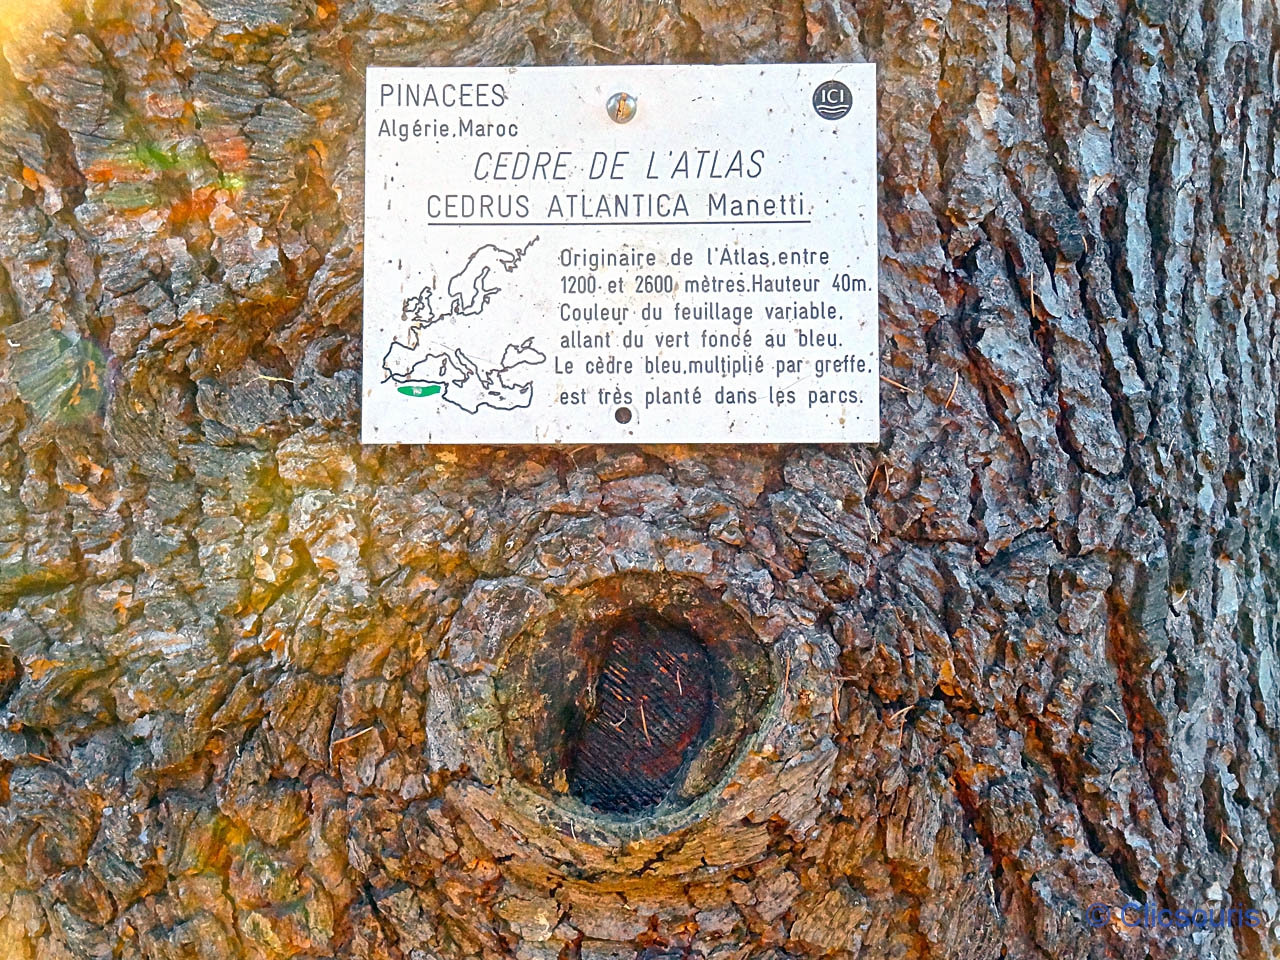 PINACEES
ICI
Algérie.Maroc
CEDRE DE L'ATLAS
CEDRUS ATLANTICA Manetti
Originaire de l'Atlas,entre
1200 et 2600 mètres.Hauteur 40m.
Couleur du feuillage variable,
allant du vert foncé au bleu.
Le cèdre bleu,multiplié par greffe,
est très planté dans les parcs.
© Clicsouris